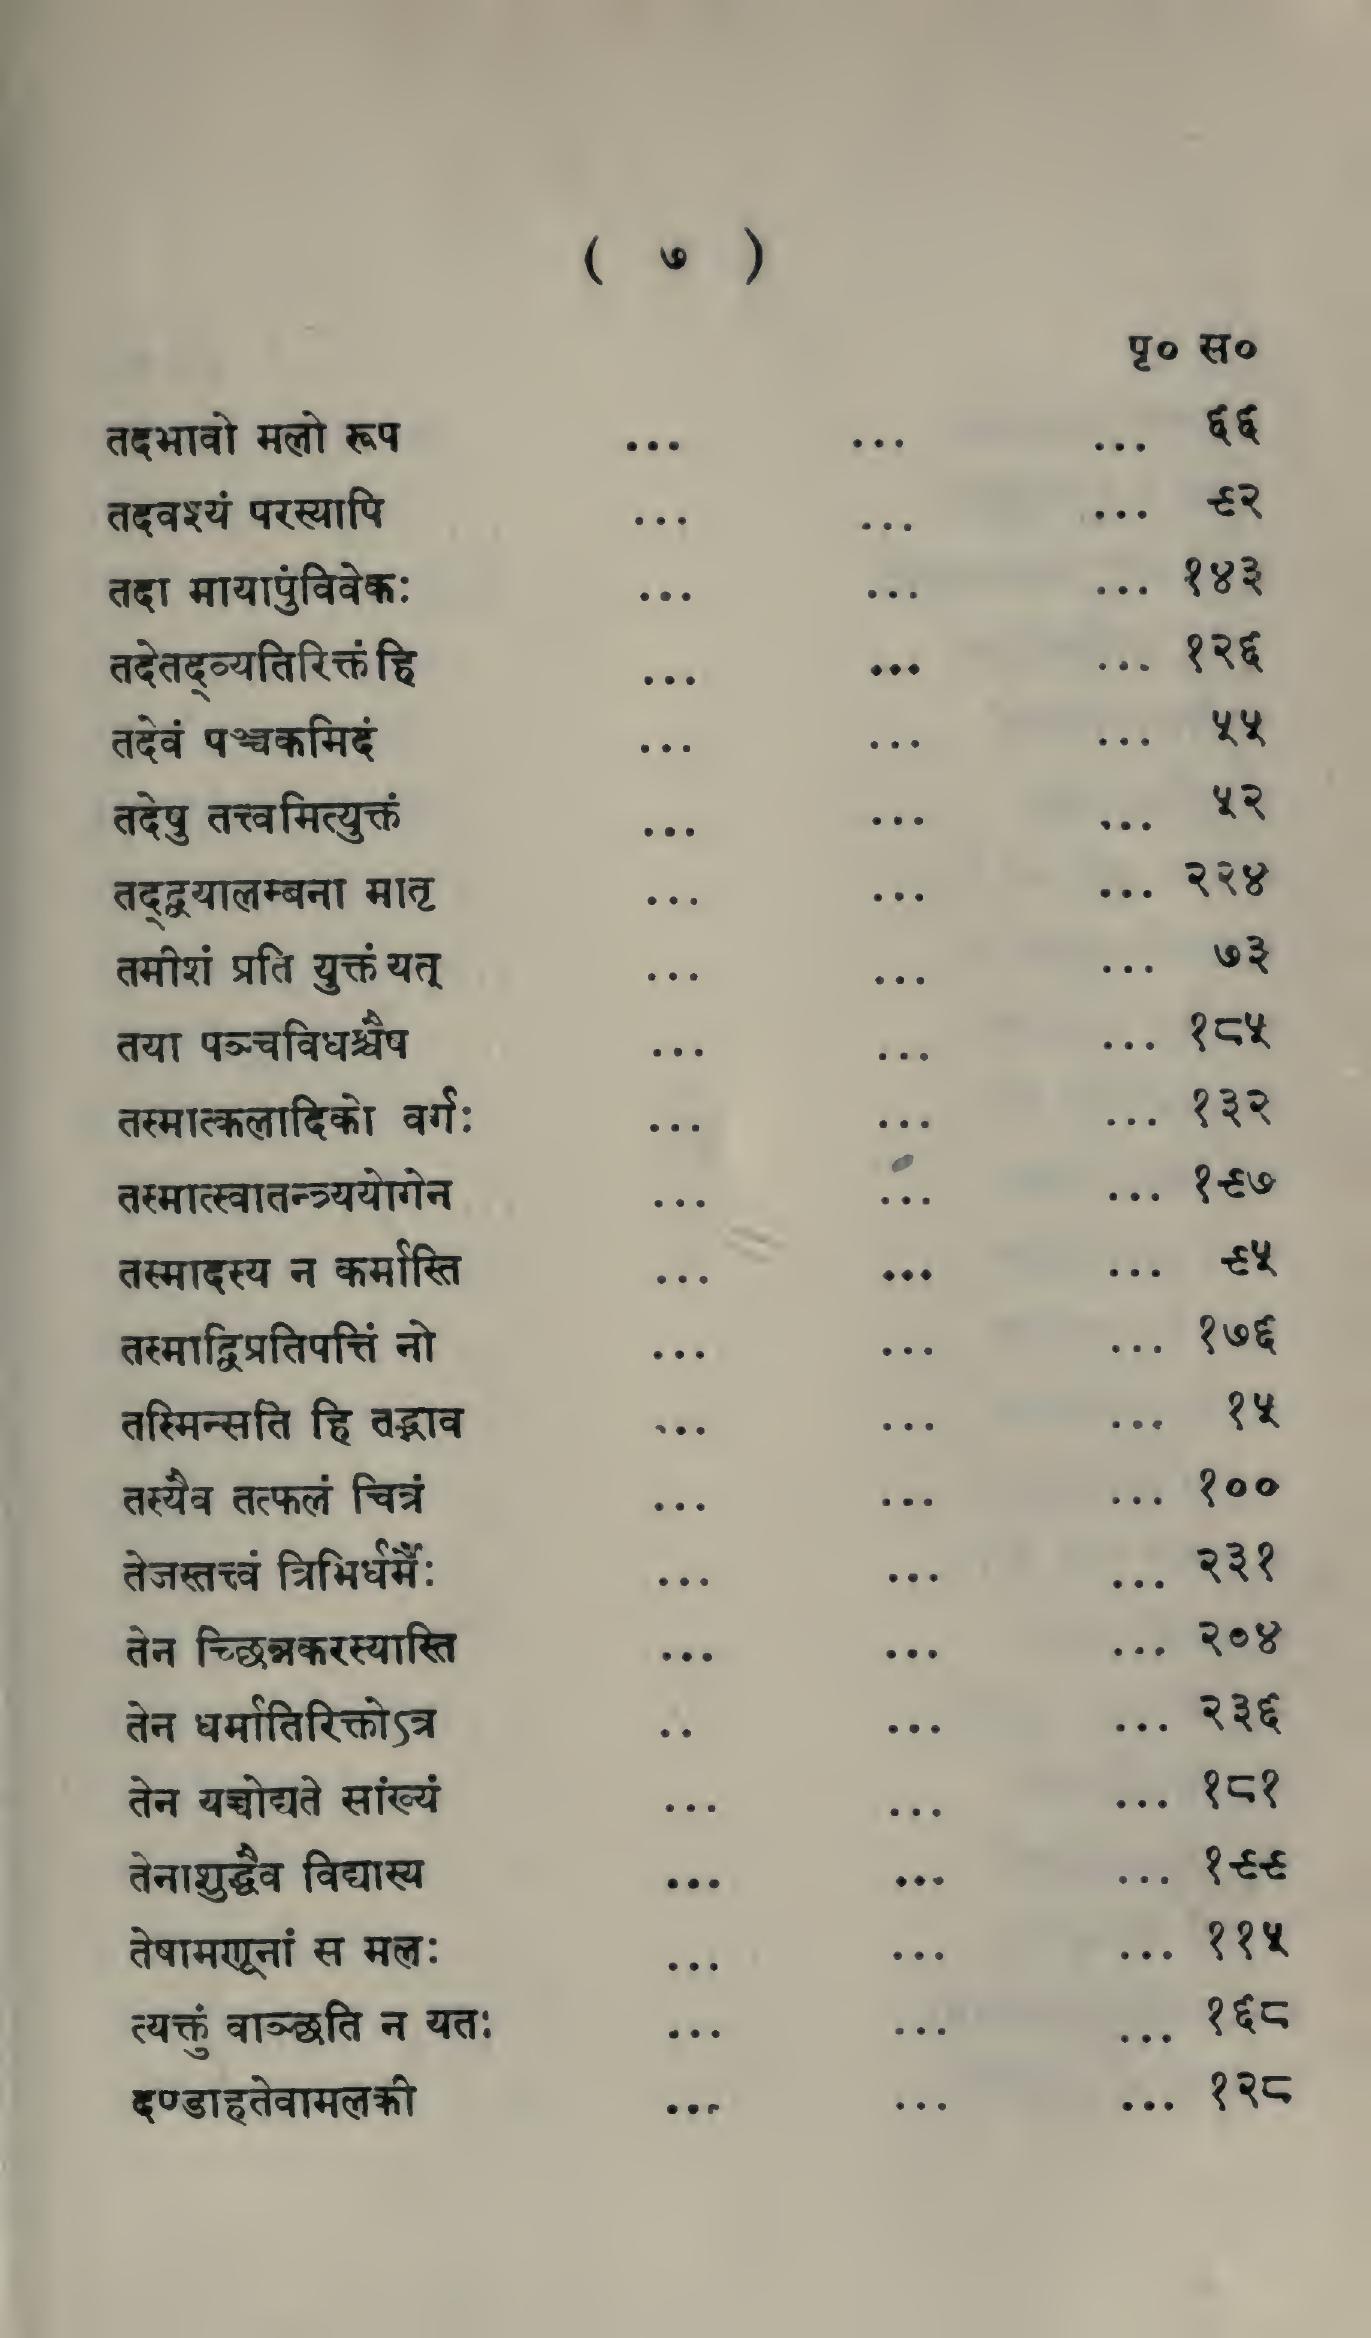 ( ७ )
पृ० स०
तदभावो मलो रूप ... ... ... ६६
तदवश्यं परस्यापि ... ... ... ९२
तदा मायापुंविवेकः ... ... ... १४३
तदेतद्व्यतिरिक्तं हि ... ... ... १२६
तदेवं पञ्चकमिदं ... ... ... ५५
तदेषु तत्त्वमित्युक्तं ... ... ... ५२
तद्द्वयालम्बना मातृ ... ... ... २२४
तमीशं प्रति युक्तं यत् ... ... ... ७३
तया पञ्चविधश्चैष ... ... ... १८५
तस्मात्कलादिको वर्गः ... ... ... १३२
तस्मात्स्वातन्त्र्ययोगेन ... ... ... १९७
तस्मादस्य न कर्मास्ति ... ... ... ९५
तस्माद्विप्रतिपत्तिं नो ... ... ... १७६
तस्मिन्सति हि तद्भाव ... ... ... १५
तस्यैव तत्फलं चित्रं ... ... ... १००
तेजस्तत्त्वं त्रिभिर्धर्मैः ... ... ... २३१
तेन च्छिन्नकरस्यास्ति ... ... ... २०४
तेन धर्मातिरिक्तोऽत्र .. ... ... २३६
तेन यच्चोद्यते सांख्यं ... ... ... १८१
तेनाशुद्धैव विद्यास्य ... ... ... १९९
तेषामणूनां स मलः ... ... ... ११५
त्यक्तुं वाञ्छति न यतः ... ... ... १६८
दण्डाहतेवामलकी ... ... ... १२८